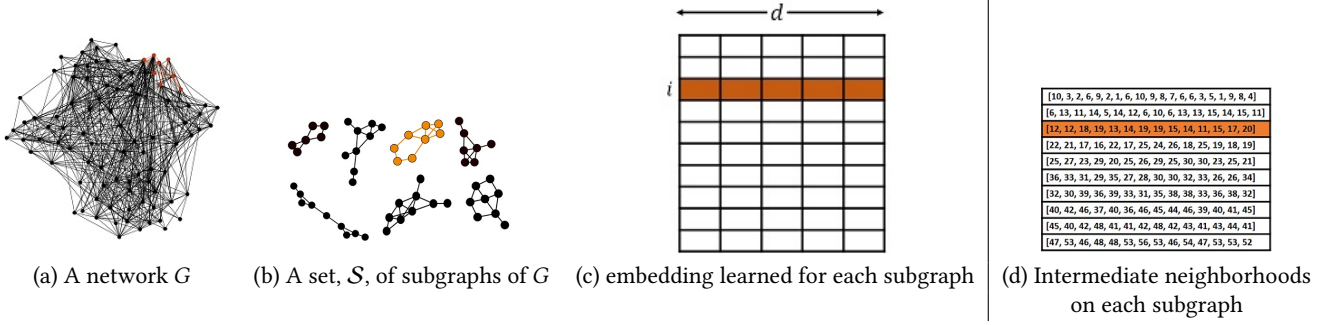 d
i
[10, 3, 2, 6, 9, 2, 1, 6, 10, 9, 8, 7, 6, 6, 3, 5, 1, 9, 8, 4]
[6, 13, 11, 14, 5, 14, 12, 6, 10, 6, 13, 13, 15, 14, 15, 11]
[12, 12, 18, 19, 13, 14, 19, 19, 15, 14, 11, 15, 17, 20]
[22, 21, 17, 16, 22, 17, 25, 24, 26, 18, 25, 19, 18, 19]
[25, 27, 23, 29, 20, 25, 26, 29, 25, 30, 30, 23, 25, 21]
[36, 33, 31, 29, 35, 27, 28, 30, 30, 32, 33, 26, 26, 34]
[32, 30, 39, 36, 39, 33, 31, 35, 38, 38, 33, 36, 38, 32]
[40, 42, 46, 37, 40, 36, 46, 45, 44, 46, 39, 40, 41, 45]
[45, 40, 42, 48, 41, 41, 42, 48, 42, 43, 41, 43, 44, 41]
[47, 53, 46, 48, 48, 53, 56, 53, 46, 54, 47, 53, 53, 52
(a) A network G
(b) A set, S, of subgraphs of G
(c) embedding learned for each subgraph
(d) Intermediate neighborhoods
on each subgraph